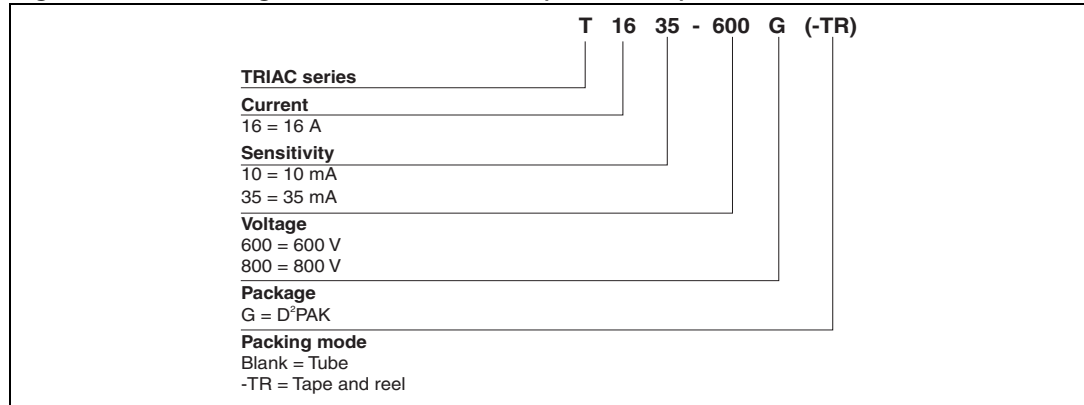 T 16 35 - 600 G (-TR)
TRIAC series
Current
16 = 16 A
Sensitivity
10 = 10 mA
35 = 35 mA
Voltage
600 = 600 V
800 = 800 V
Package
G = D²PAK
Packing mode
Blank = Tube
-TR = Tape and reel